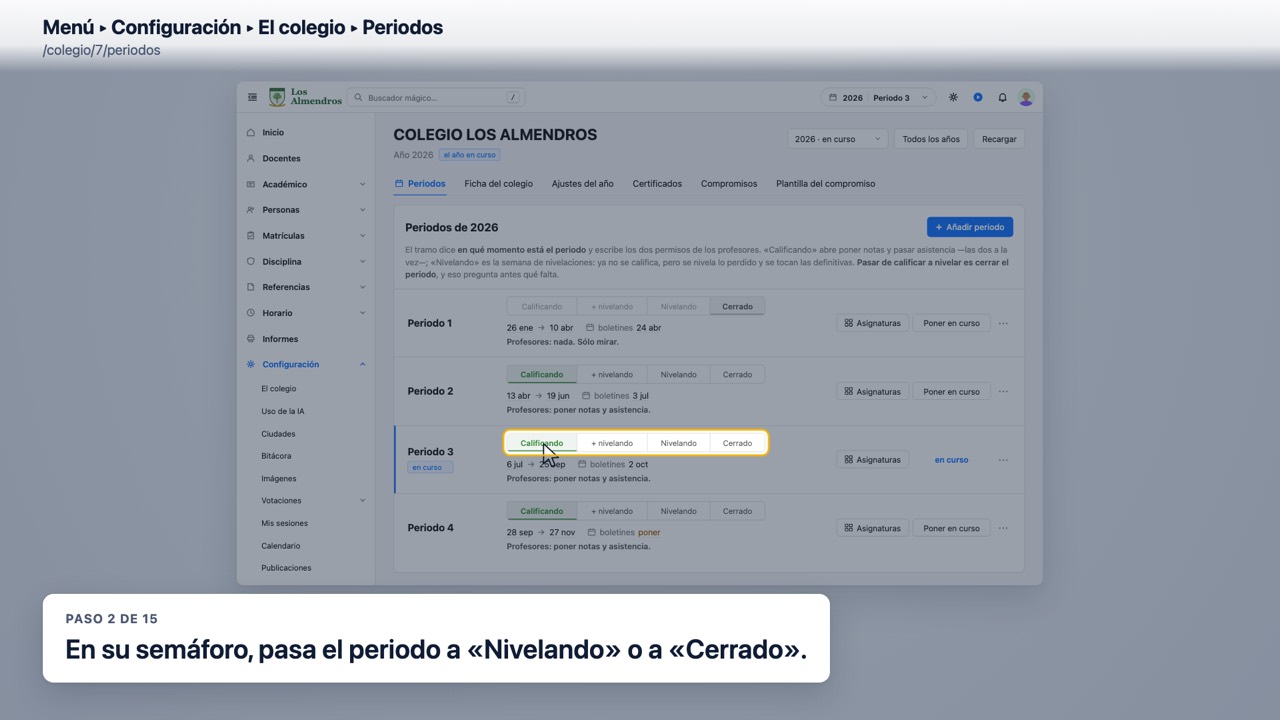 Menú ▸ Configuración ▸ El colegio ▸ Periodos
/colegio/7/periodos
Los Almendros
Buscador mágico...
/
2026 Periodo 3
Inicio
Docentes
Académico
Personas
Matrículas
Disciplina
Referencias
Horario
Informes
Configuración
El colegio
Uso de la IA
Ciudades
Bitácora
Imágenes
Votaciones
Mis sesiones
Calendario
Publicaciones
COLEGIO LOS ALMENDROS
Año 2026 el año en curso
2026 · en curso
Todos los años
Recargar
Periodos
Ficha del colegio
Ajustes del año
Certificados
Compromisos
Plantilla del compromiso
Periodos de 2026
+ Añadir periodo
El tramo dice en qué momento está el periodo y escribe los dos permisos de los profesores. «Calificando» abre poner notas y pasar asistencia —las dos a la
vez—; «Nivelando» es la semana de nivelaciones: ya no se califica, pero se nivela lo perdido y se tocan las definitivas. Pasar de calificar a nivelar es cerrar el
periodo, y eso pregunta antes qué falta.
Periodo 1
Calificando + nivelando Nivelando Cerrado
26 ene → 10 abr boletines 24 abr
Profesores: nada. Sólo mirar.
Asignaturas Poner en curso ···
Periodo 2
Calificando + nivelando Nivelando Cerrado
13 abr → 19 jun boletines 3 jul
Profesores: poner notas y asistencia.
Asignaturas Poner en curso ···
Periodo 3
en curso
Calificando + nivelando Nivelando Cerrado
6 jul → sep boletines 2 oct
Profesores: poner notas y asistencia.
Asignaturas en curso ···
Periodo 4
Calificando + nivelando Nivelando Cerrado
28 sep → 27 nov boletines poner
Profesores: poner notas y asistencia.
Asignaturas Poner en curso ···
PASO 2 DE 15
En su semáforo, pasa el periodo a «Nivelando» o a «Cerrado».